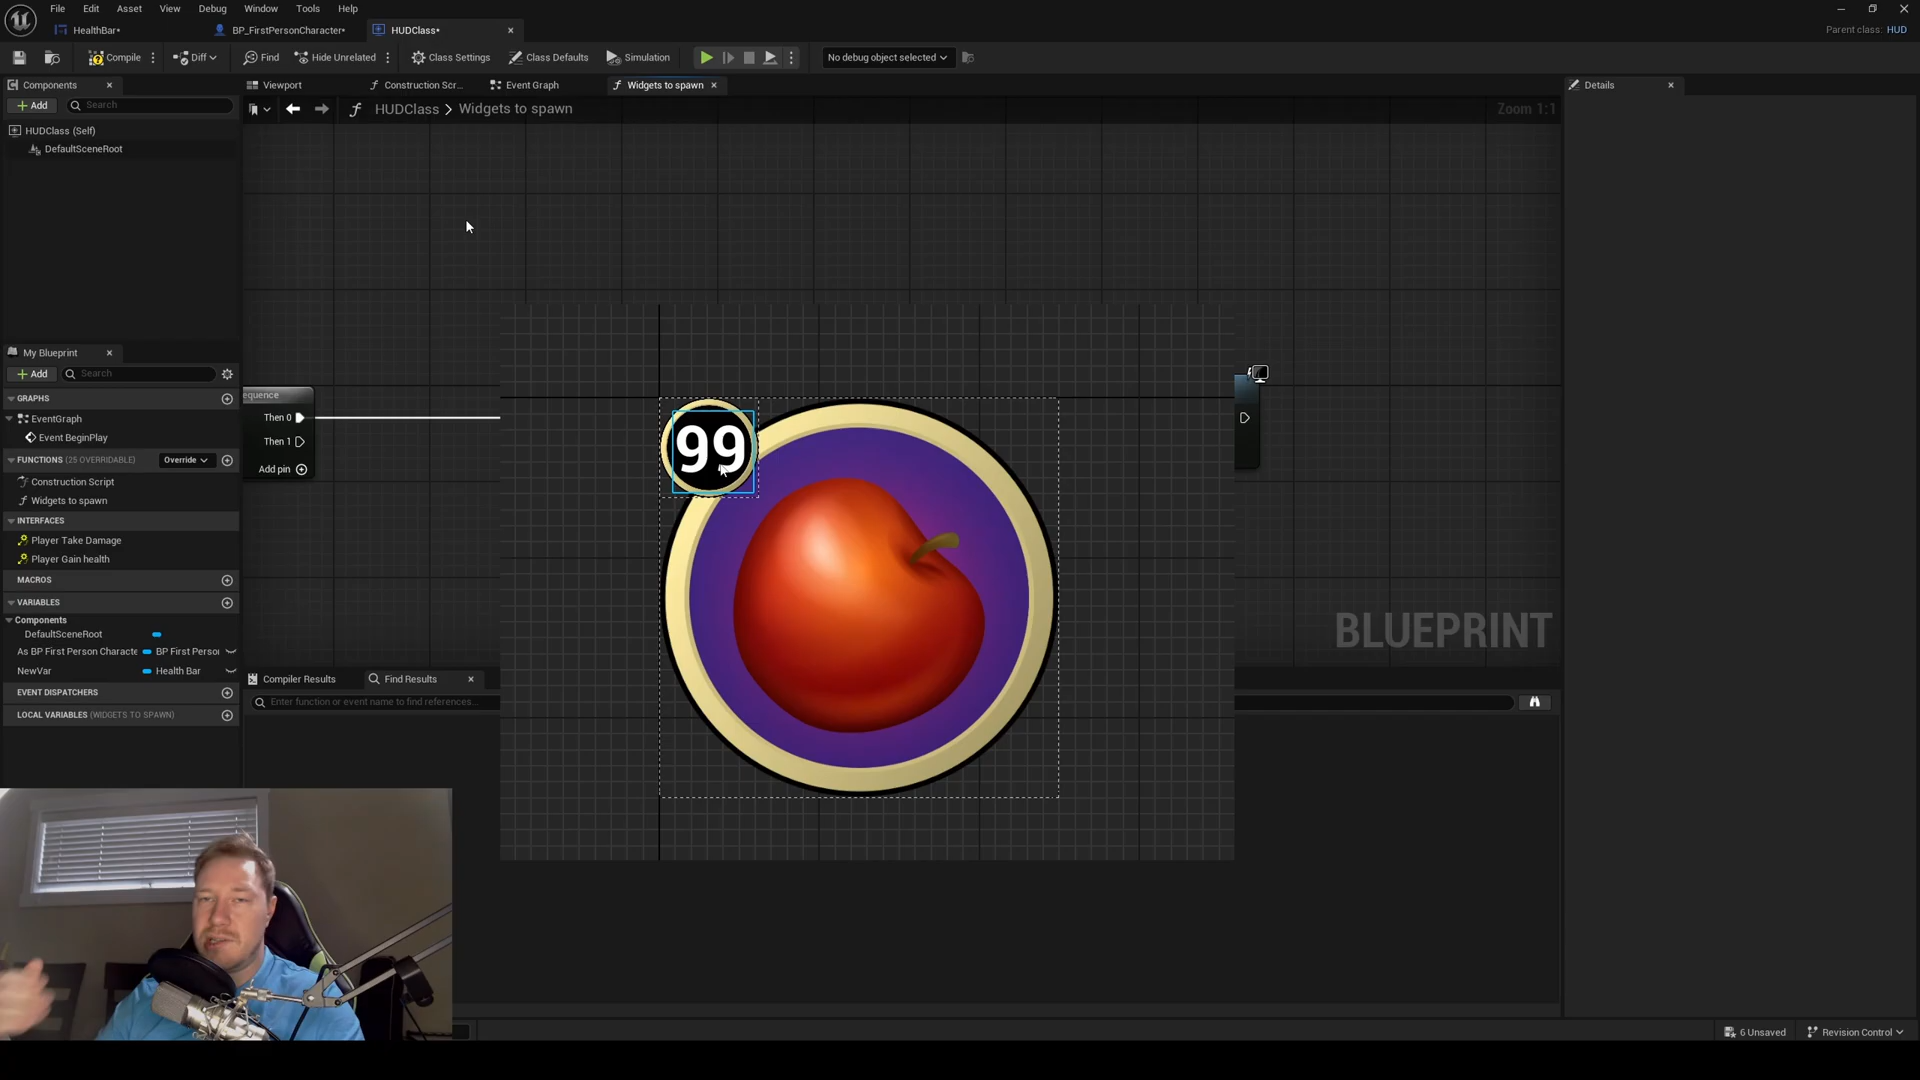 File Edit Asset View Debug Window Tools Help
HealthBar•
BP_FirstPersonCharacter•
HUDClass•
Parent class: HUD
Compile
Diff
Find
Hide Unrelated
Class Settings
Class Defaults
Simulation
No debug object selected
Components
Add
Search
HUDClass (Self)
DefaultSceneRoot
Viewport
Construction Scr...
Event Graph
Widgets to spawn
HUDClass > Widgets to spawn
Zoom 1:1
Details
My Blueprint
Add
Search
GRAPHS
EventGraph
Event BeginPlay
FUNCTIONS (25 OVERRIDABLE)
Override
Construction Script
Widgets to spawn
INTERFACES
Player Take Damage
Player Gain health
MACROS
VARIABLES
Components
DefaultSceneRoot
As BP First Person Characte
BP First Person
NewVar
Health Bar
EVENT DISPATCHERS
LOCAL VARIABLES (WIDGETS TO SPAWN)
equence
Then 0
Then 1
Add pin
99
BLUEPRINT
Compiler Results
Find Results
Enter function or event name to find references...
6 Unsaved
Revision Control